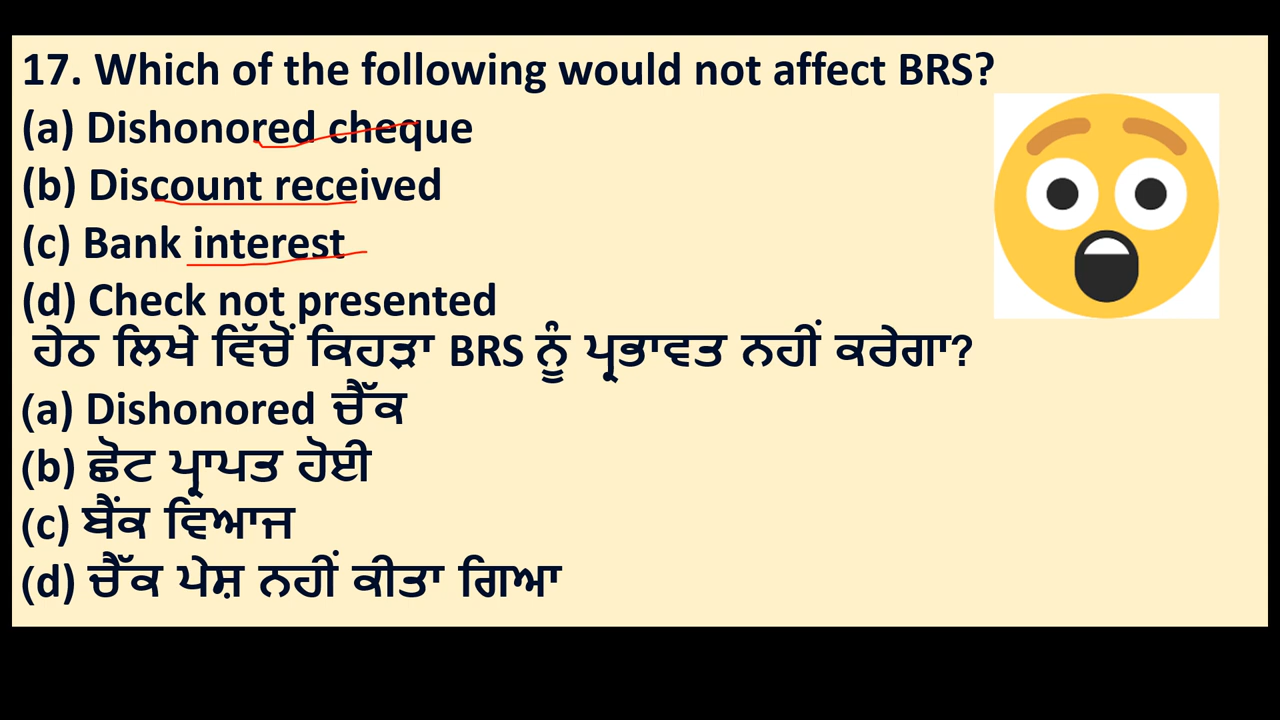 17. Which of the following would not affect BRS?
(a) Dishonored cheque
(b) Discount received
(c) Bank interest
(d) Check not presented
ਹੇਠ ਲਿਖੇ ਵਿੱਚੋਂ ਕਿਹੜਾ BRS ਨੂੰ ਪ੍ਰਭਾਵਤ ਨਹੀਂ ਕਰੇਗਾ?
(a) Dishonored ਚੈੱਕ
(b) ਛੋਟ ਪ੍ਰਾਪਤ ਹੋਈ
(c) ਬੈਂਕ ਵਿਆਜ
(d) ਚੈੱਕ ਪੇਸ਼ ਨਹੀਂ ਕੀਤਾ ਗਿਆ